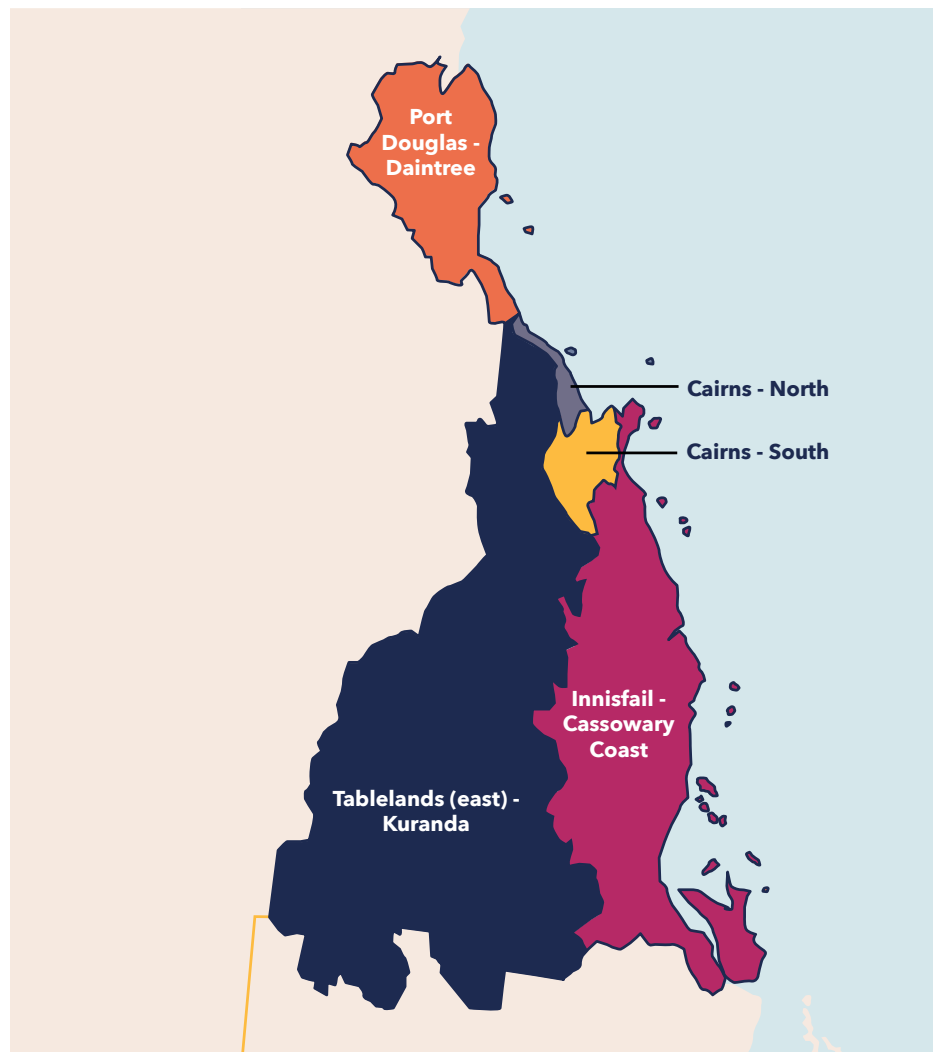 Port
Douglas -
Daintree
Cairns - North
Cairns - South
Innisfail -
Cassowary
Coast
Tablelands (east) -
Kuranda